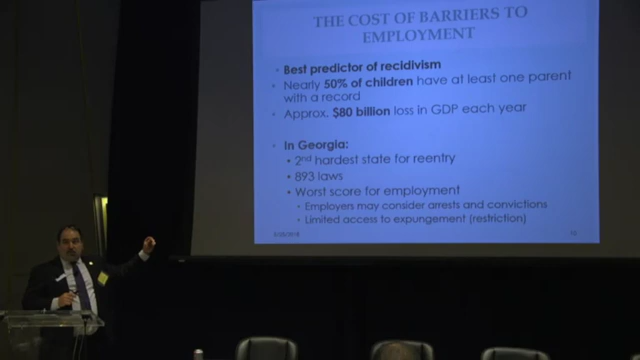 THE COST OF BARRIERS TO
EMPLOYMENT
• Best predictor of recidivism
• Nearly 50% of children have at least one parent
with a record
• Approx. $80 billion loss in GDP each year
• In Georgia:
• 2nd hardest state for reentry
• 893 laws
• Worst score for employment
• Employers may consider arrests and convictions
• Limited access to expungement (restriction)